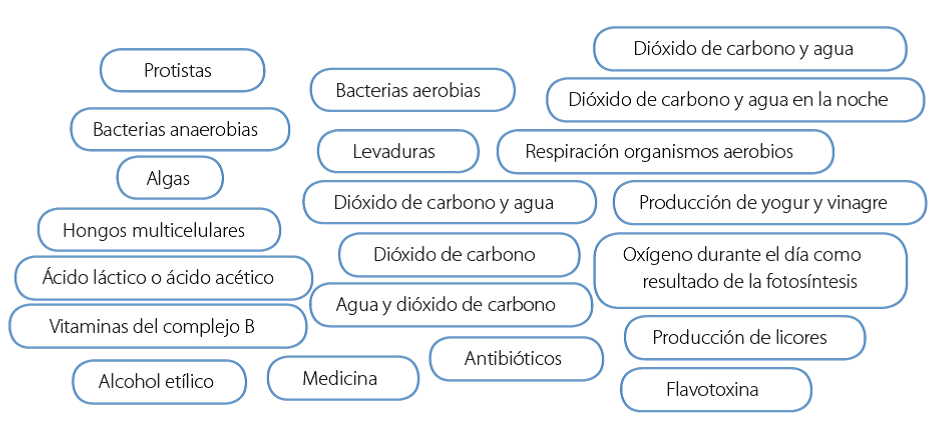 Dióxido de carbono y agua
Protistas
Bacterias aerobias
Dióxido de carbono y agua en la noche
Bacterias anaerobias
Levaduras
Respiración organismos aerobios
Algas
Dióxido de carbono y agua
Producción de yogur y vinagre
Hongos multicelulares
Dióxido de carbono
Oxígeno durante el día como
resultado de la fotosíntesis
Ácido láctico o ácido acético
Agua y dióxido de carbono
Vitaminas del complejo B
Producción de licores
Antibióticos
Alcohol etílico
Medicina
Flavotoxina